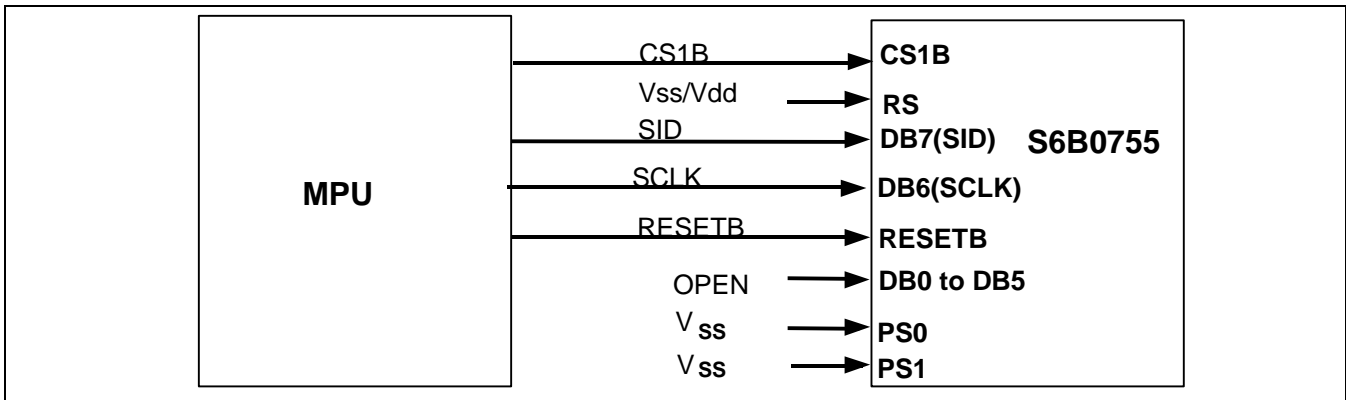 CS1B CS1B
Vss/Vdd RS
SID DB7(SID) S6B0755
MPU SCLK DB6(SCLK)
RESETB RESETB
OPEN DB0 to DB5
VSS PS0
VSS PS1